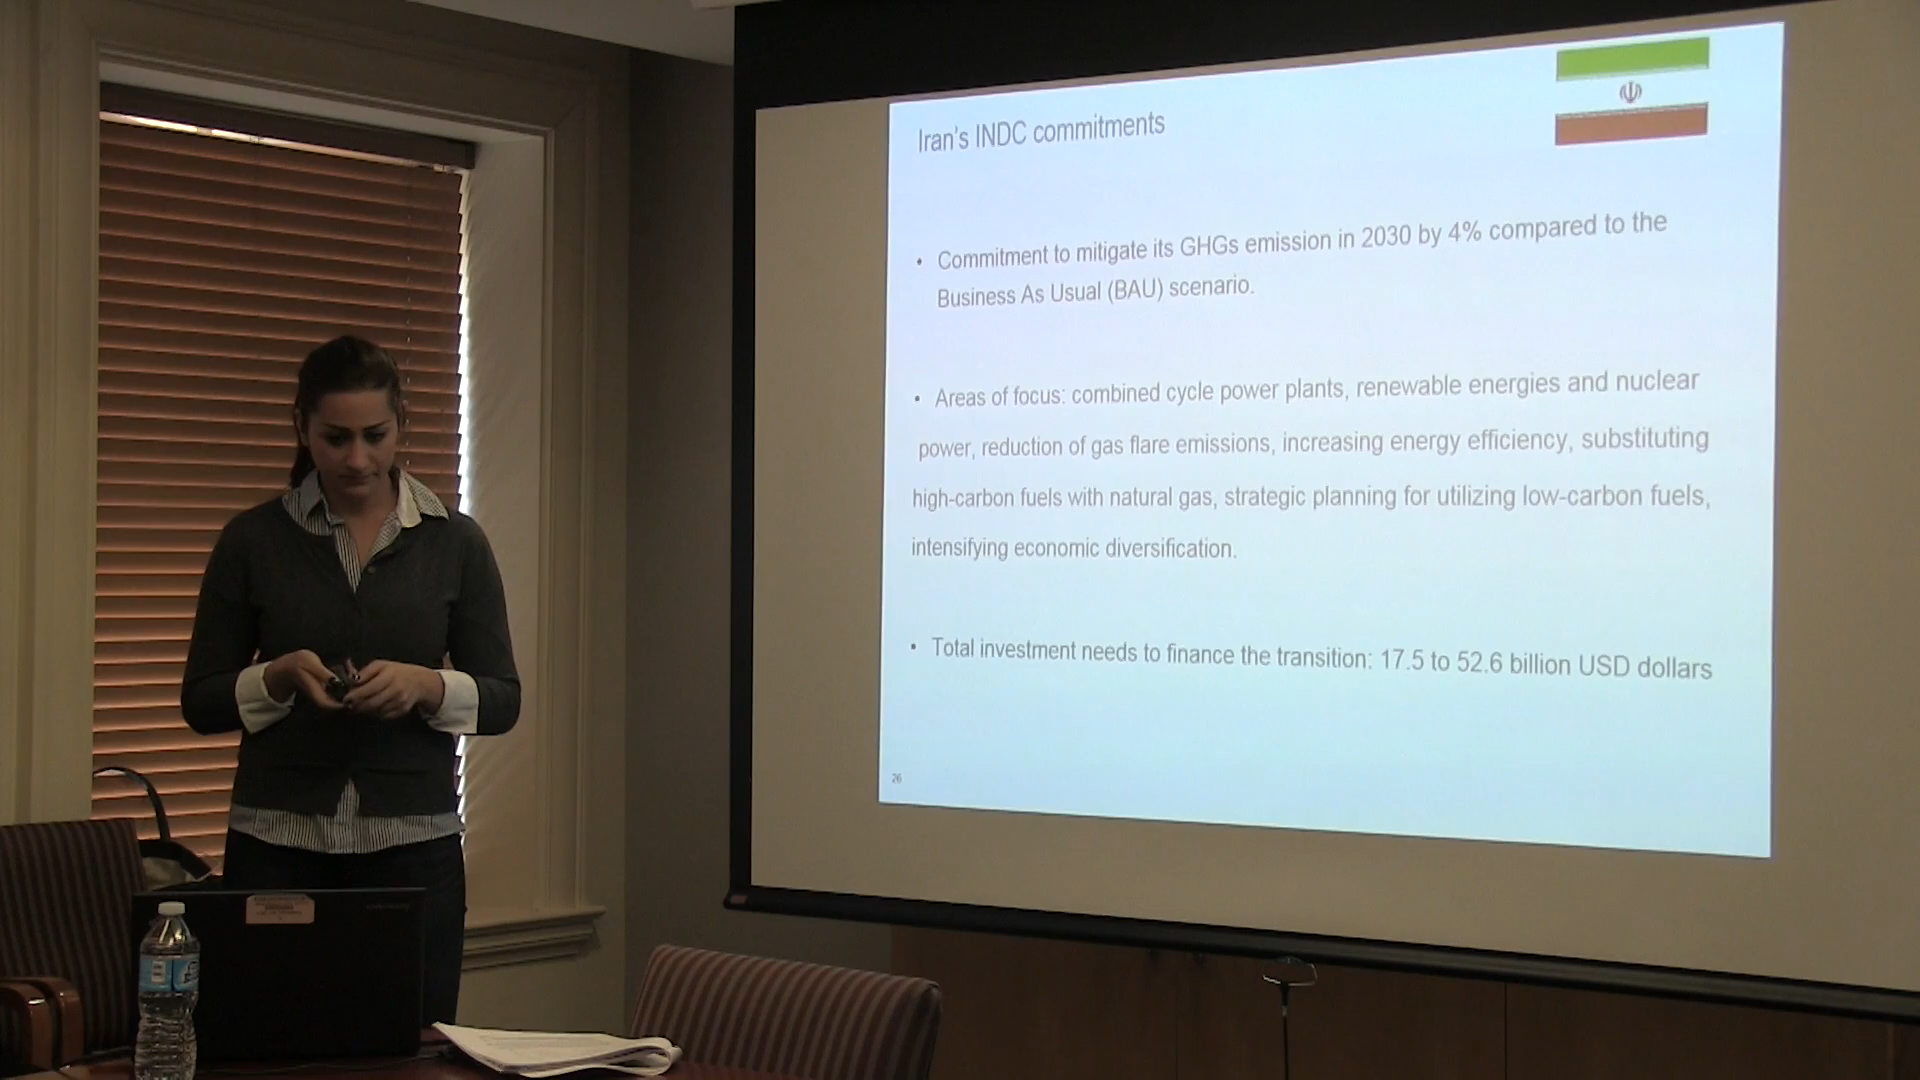 Iran's INDC commitments
• Commitment to mitigate its GHGs emission in 2030 by 4% compared to the
Business As Usual (BAU) scenario.
• Areas of focus: combined cycle power plants, renewable energies and nuclear
power, reduction of gas flare emissions, increasing energy efficiency, substituting
high-carbon fuels with natural gas, strategic planning for utilizing low-carbon fuels,
intensifying economic diversification.
• Total investment needs to finance the transition: 17.5 to 52.6 billion USD dollars
26